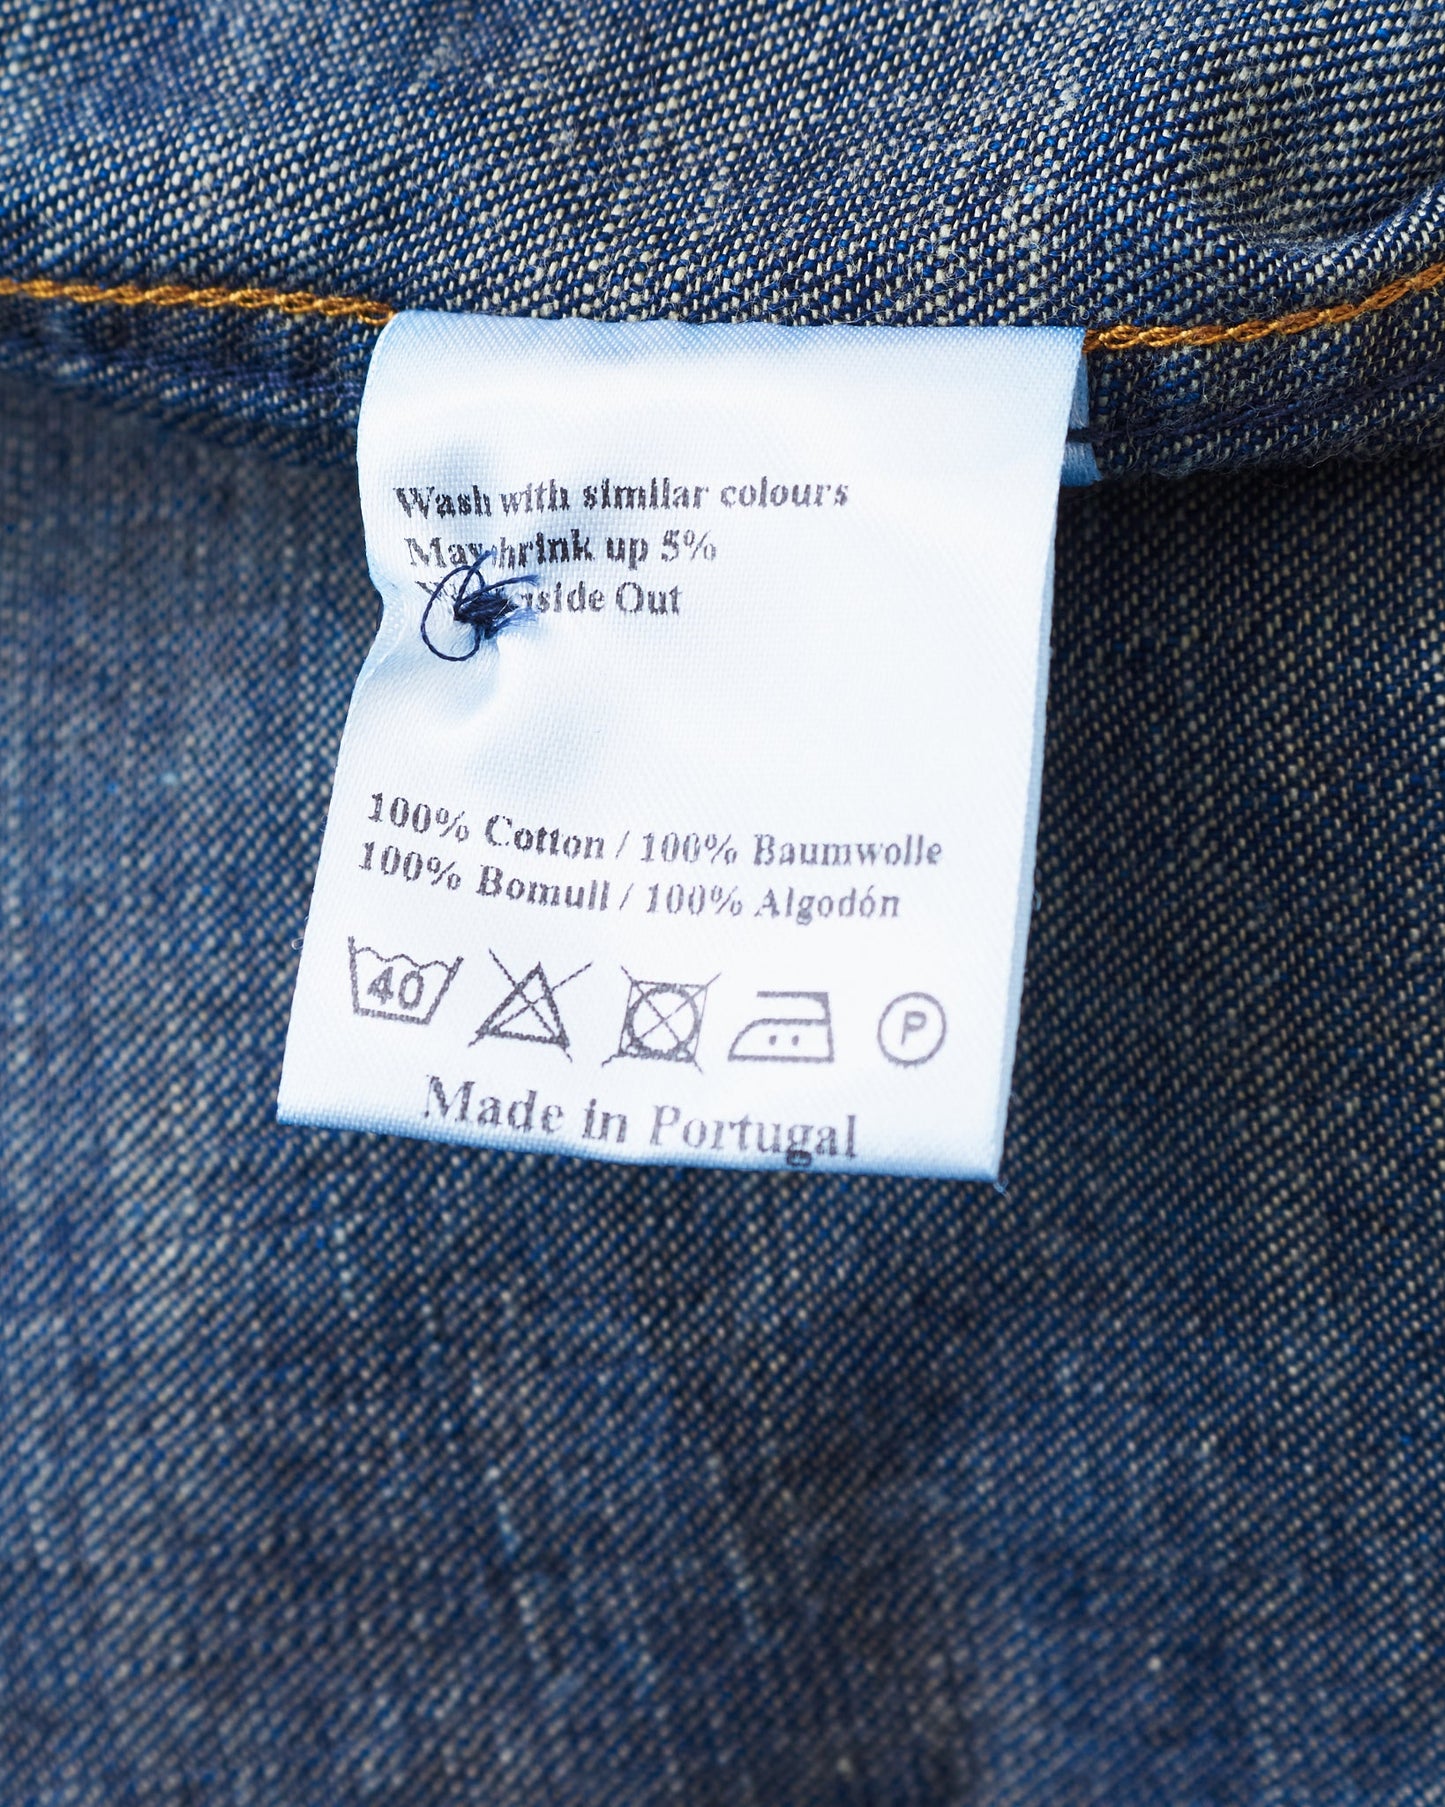 Wash with similar colours
May shrink up 5%
Inside Out
100% Cotton / 100% Baumwolle
100% Bomull / 100% Algodón
40 P
Made in Portugal